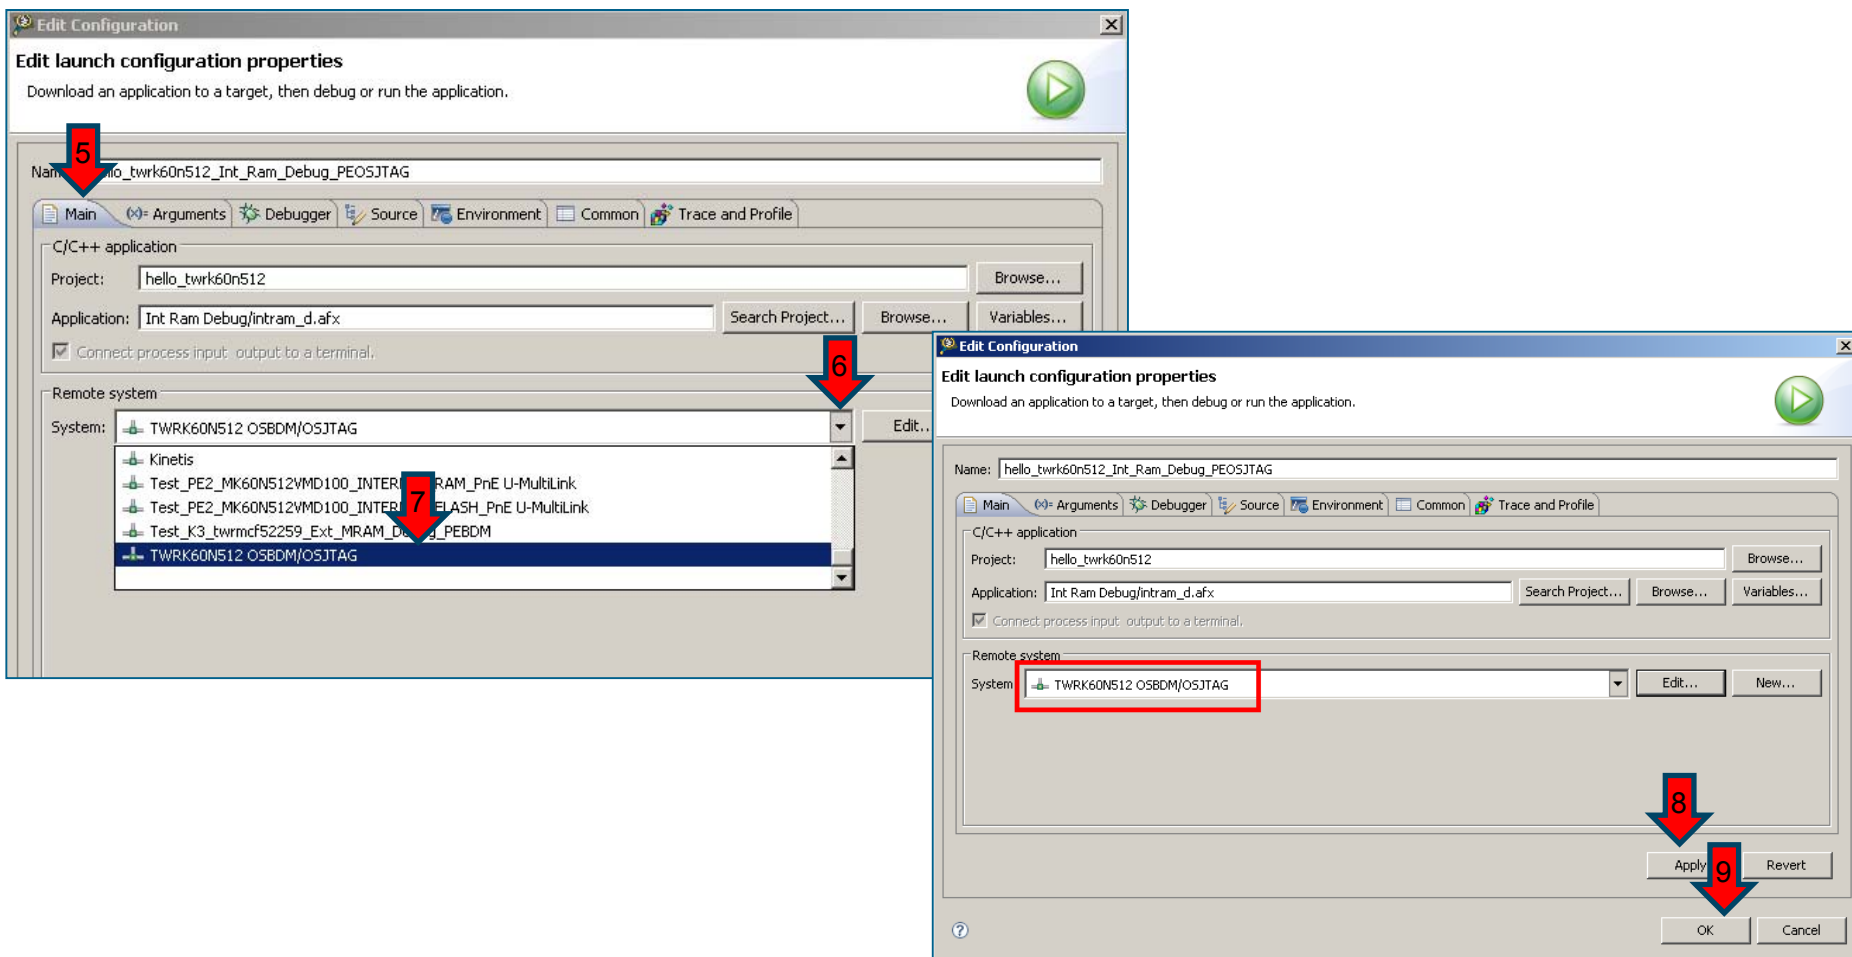 Edit Configuration
Edit launch configuration properties
Download an application to a target, then debug or run the application.
5
_twrk60n512_Int_Ram_Debug_PEOSJTAG
Main (x)= Arguments Debugger Source Environment Common Trace and Profile
C/C++ application
Project: hello_twrk60n512 Browse...
Application: Int Ram Debug/intram_d.afx Search Project... Browse... Variables...
Connect process input output to a terminal.
6
Remote system
System: TWRK60N512 OSBDM/OSJTAG Edit..
Kinetis
Test_PE2_MK60N512VMD100_INTER RAM_PnE U-MultiLink
7
Test_PE2_MK60N512VMD100_INTER LASH_PnE U-MultiLink
Test_K3_twrmcf52259_Ext_MRAM_D g_PEBDM
TWRK60N512 OSBDM/OSJTAG
Edit Configuration
Edit launch configuration properties
Download an application to a target, then debug or run the application.
Name: hello_twrk60n512_Int_Ram_Debug_PEOSJTAG
Main (x)= Arguments Debugger Source Environment Common Trace and Profile
C/C++ application
Project: hello_twrk60n512 Browse...
Application: Int Ram Debug/intram_d.afx Search Project... Browse... Variables...
Connect process input output to a terminal.
Remote system
System TWRK60N512 OSBDM/OSJTAG Edit... New...
8
Apply Revert
9
OK Cancel